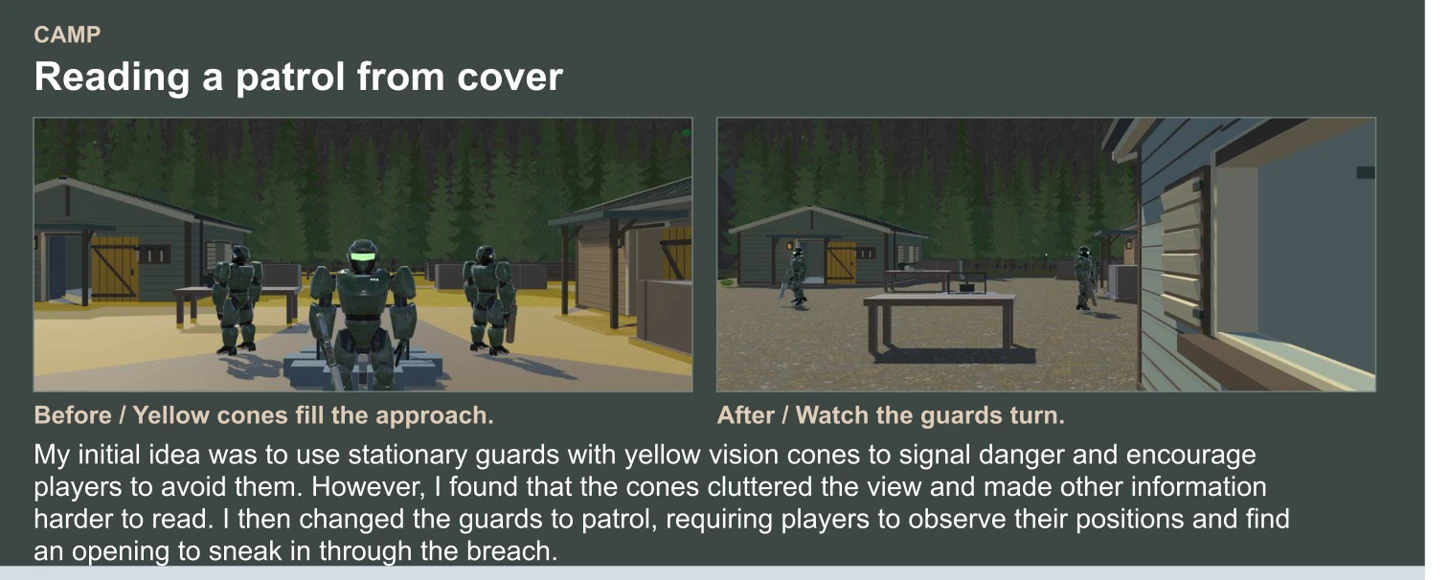 CAMP
Reading a patrol from cover
Before / Yellow cones fill the approach.
After / Watch the guards turn.
My initial idea was to use stationary guards with yellow vision cones to signal danger and encourage
players to avoid them. However, I found that the cones cluttered the view and made other information
harder to read. I then changed the guards to patrol, requiring players to observe their positions and find
an opening to sneak in through the breach.